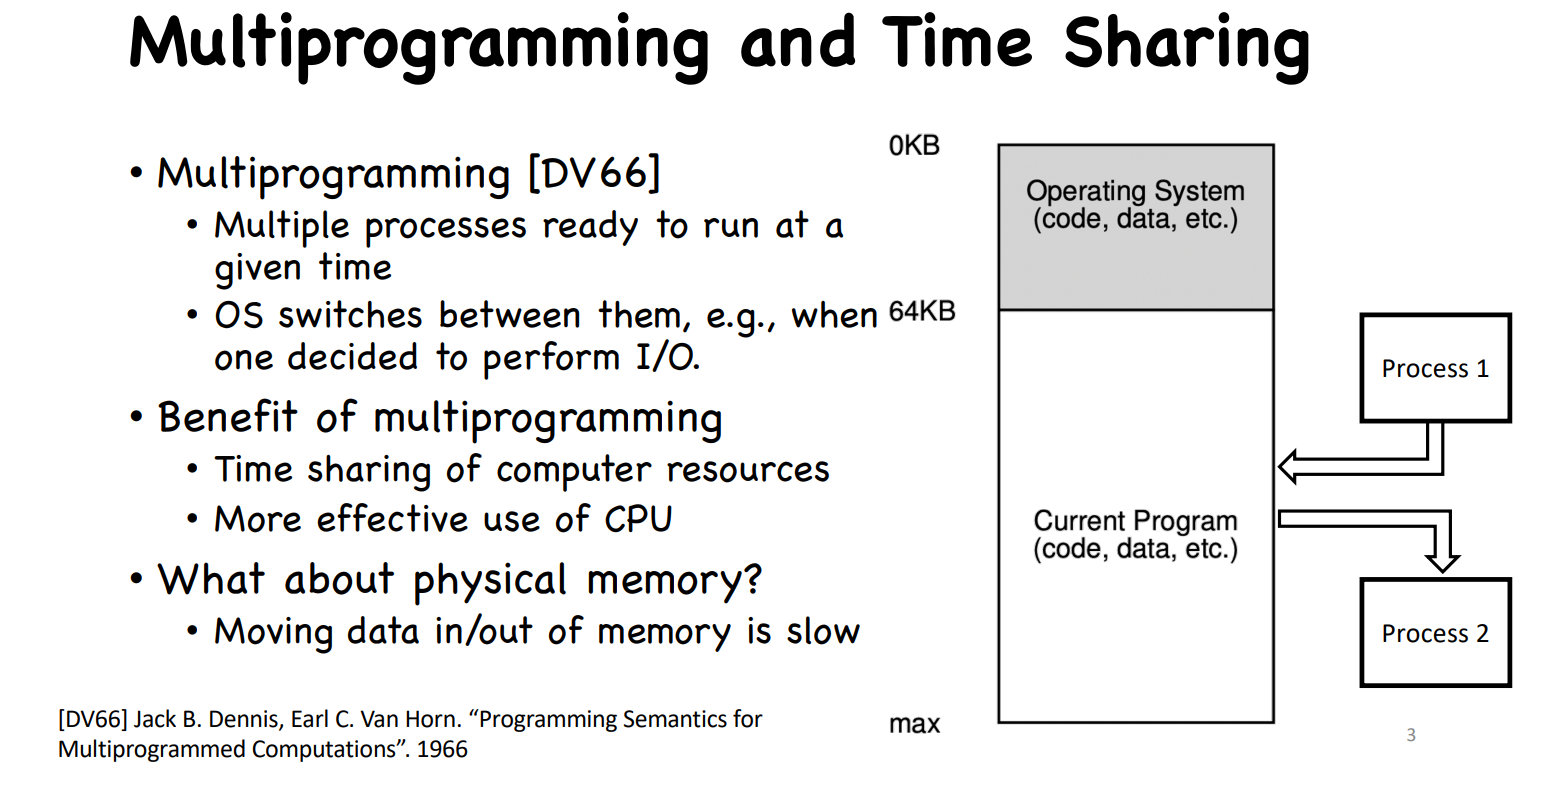 Multiprogramming and Time Sharing
• Multiprogramming [DV66]
• Multiple processes ready to run at a
given time
• OS switches between them, e.g., when
one decided to perform I/O.
• Benefit of multiprogramming
• Time sharing of computer resources
• More effective use of CPU
• What about physical memory?
• Moving data in/out of memory is slow
[DV66] Jack B. Dennis, Earl C. Van Horn. “Programming Semantics for
Multiprogrammed Computations”. 1966
0KB
Operating System
(code, data, etc.)
64KB
Current Program
(code, data, etc.)
max
Process 1
Process 2
3